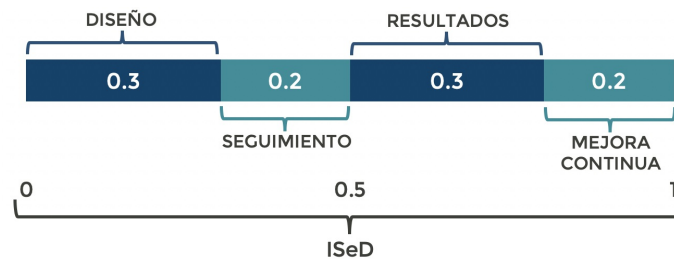 DISEÑO
RESULTADOS
0.3
0.2
0.3
0.2
SEGUIMIENTO
MEJORA
CONTINUA
0
0.5
1
ISeD